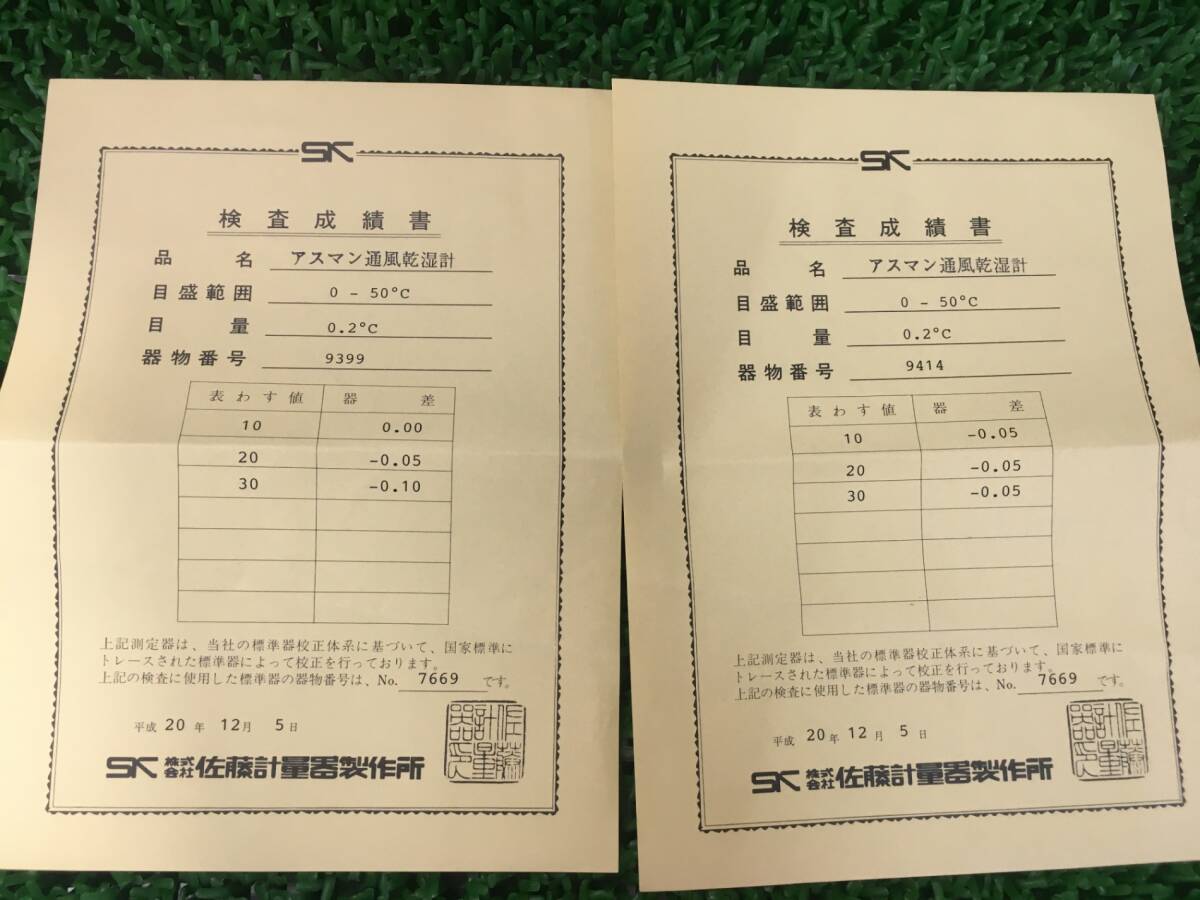 SK
検査成績書
品名 アスマン通風乾湿計
目盛範囲 0 - 50°C
目量 0.2°C
器物番号 9399
表わす値 器差
10 0.00
20 -0.05
30 -0.10
上記測定器は、当社の標準器校正体系に基づいて、国家標準に
トレースされた標準器によって校正を行っております。
上記の検査に使用した標準器の器物番号は、No. 7669 です。
平成 20 年 12 月 5 日
SK 株式会社 佐藤計量器製作所
SK
検査成績書
品名 アスマン通風乾湿計
目盛範囲 0 - 50°C
目量 0.2°C
器物番号 9414
表わす値 器差
10 -0.05
20 -0.05
30 -0.05
上記測定器は、当社の標準器校正体系に基づいて、国家標準に
トレースされた標準器によって校正を行っております。
上記の検査に使用した標準器の器物番号は、No. 7669 です。
平成 20 年 12 月 5 日
SK 株式会社 佐藤計量器製作所